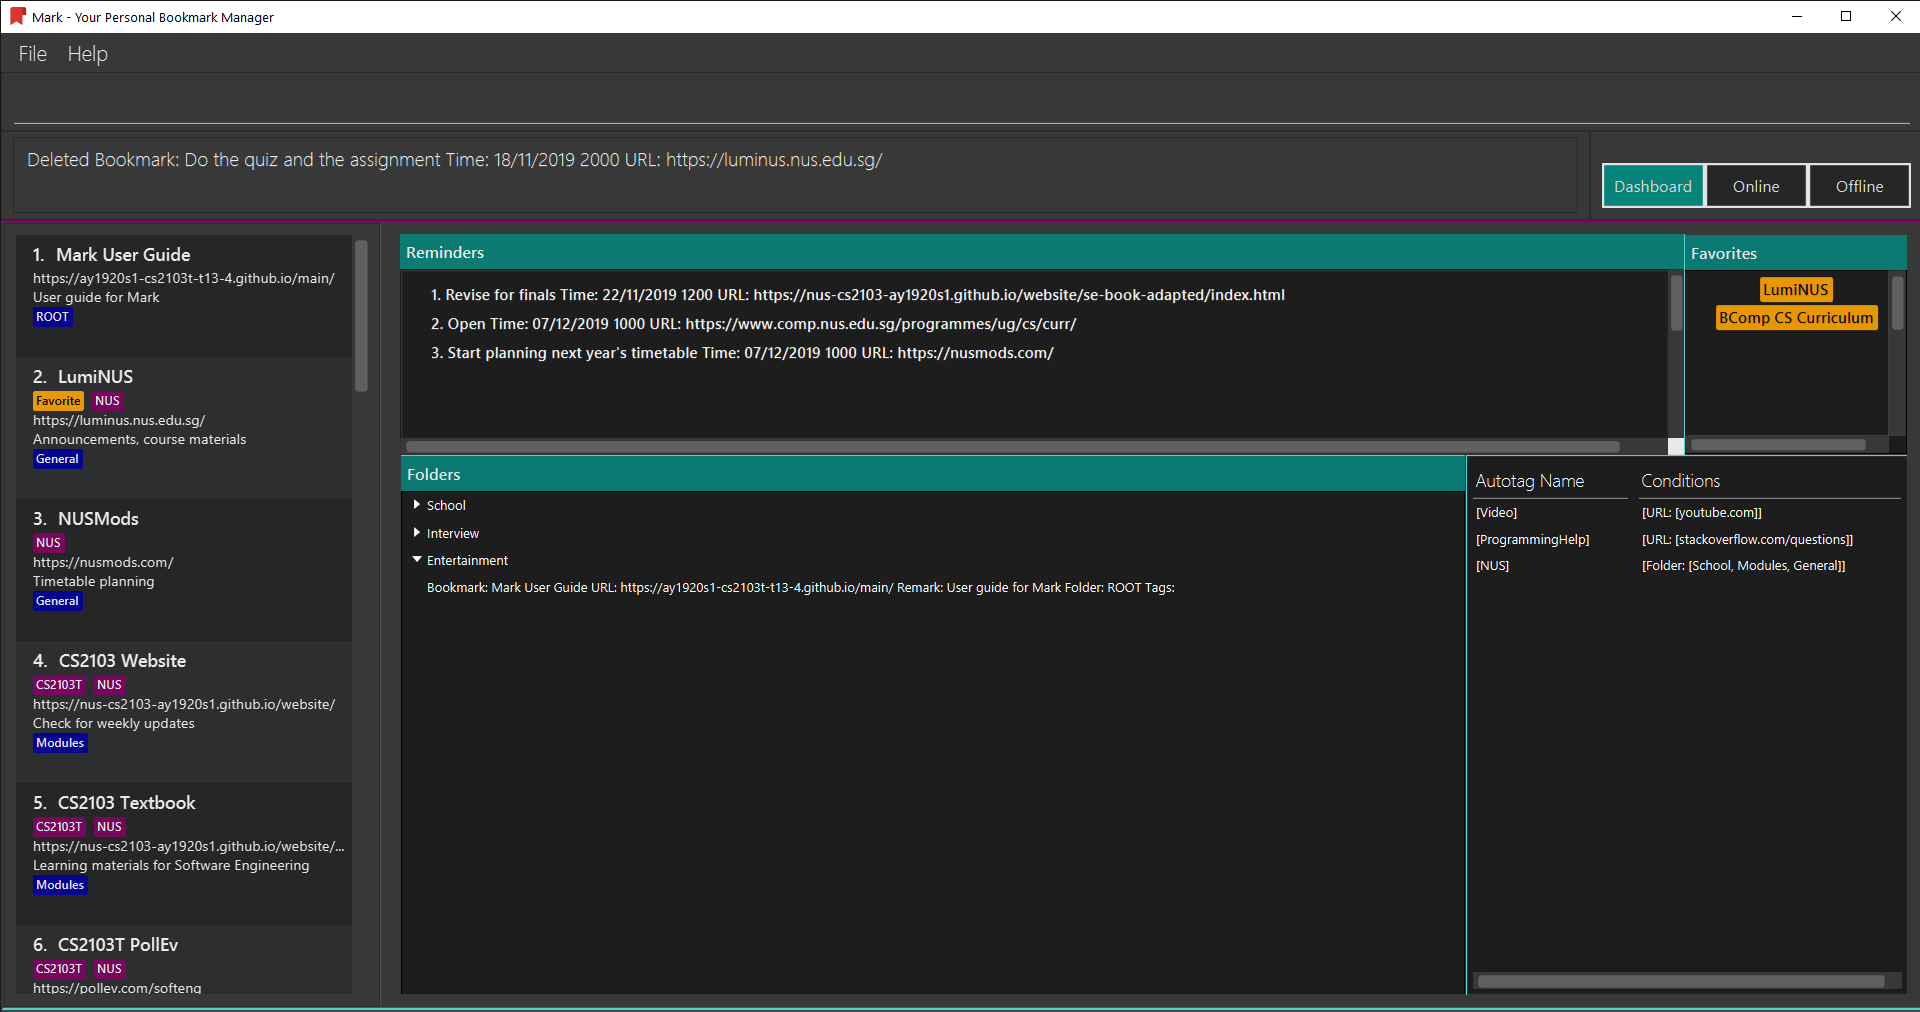 Mark - Your Personal Bookmark Manager
File Help
Deleted Bookmark: Do the quiz and the assignment Time: 18/11/2019 2000 URL: https://luminus.nus.edu.sg/
Dashboard Online Offline
1. Mark User Guide
https://ay1920s1-cs2103t-t13-4.github.io/main/
User guide for Mark
ROOT
2. LumiNUS
Favorite NUS
https://luminus.nus.edu.sg/
Announcements, course materials
General
3. NUSMods
NUS
https://nusmods.com/
Timetable planning
General
4. CS2103 Website
CS2103T NUS
https://nus-cs2103-ay1920s1.github.io/website/
Check for weekly updates
Modules
5. CS2103 Textbook
CS2103T NUS
https://nus-cs2103-ay1920s1.github.io/website/...
Learning materials for Software Engineering
Modules
6. CS2103T PollEv
CS2103T NUS
https://pollev.com/softeng
Reminders
1. Revise for finals Time: 22/11/2019 1200 URL: https://nus-cs2103-ay1920s1.github.io/website/se-book-adapted/index.html
2. Open Time: 07/12/2019 1000 URL: https://www.comp.nus.edu.sg/programmes/ug/cs/curr/
3. Start planning next year's timetable Time: 07/12/2019 1000 URL: https://nusmods.com/
Favorites
LumiNUS
BComp CS Curriculum
Folders
School
Interview
Entertainment
Bookmark: Mark User Guide URL: https://ay1920s1-cs2103t-t13-4.github.io/main/ Remark: User guide for Mark Folder: ROOT Tags:
Autotag Name Conditions
[Video] [URL: [youtube.com]]
[ProgrammingHelp] [URL: [stackoverflow.com/questions]]
[NUS] [Folder: [School, Modules, General]]